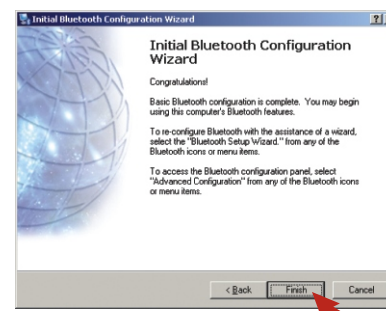 Initial Bluetooth Configuration Wizard
Initial Bluetooth Configuration
Wizard
Congratulations!
Basic Bluetooth configuration is complete. You may begin
using this computer's Bluetooth features.
To re-configure Bluetooth with the assistance of a wizard,
select the "Bluetooth Setup Wizard." from any of the
Bluetooth icons or menu items.
To access the Bluetooth configuration panel, select
"Advanced Configuration" from any of the Bluetooth icons
or menu items.
< Back Finish Cancel